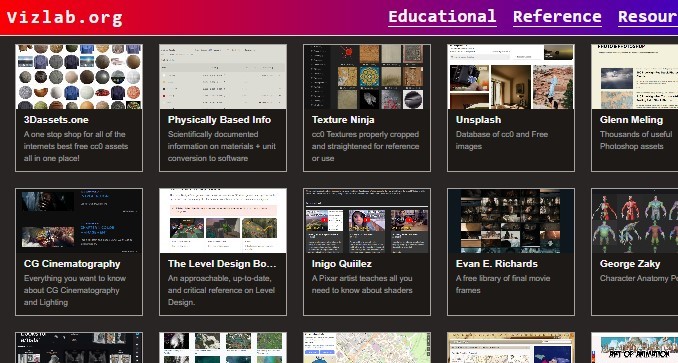 Vizlab.org
Educational Reference Resour
3Dassets.one
A one stop shop for all of the
internets best free cc0 assets
all in one place!
Physically Based Info
Scientifically documented
information on materials + unit
conversion to software
Texture Ninja
cc0 Textures properly cropped
and straightened for reference
or use
Unsplash
Database of cc0 and Free
images
Glenn Meling
Thousands of useful
Photoshop assets
CG Cinematography
Everything you want to know
about CG Cinematography
and Lighting
The Level Design Bo...
An approachable, up-to-date,
and critical reference on Level
Design.
Inigo Quiilez
A Pixar artist teaches all you
need to know about shaders
Evan E. Richards
A free library of final movie
frames
George Zaky
Character Anatomy P
artists
ART OF ANIMATION